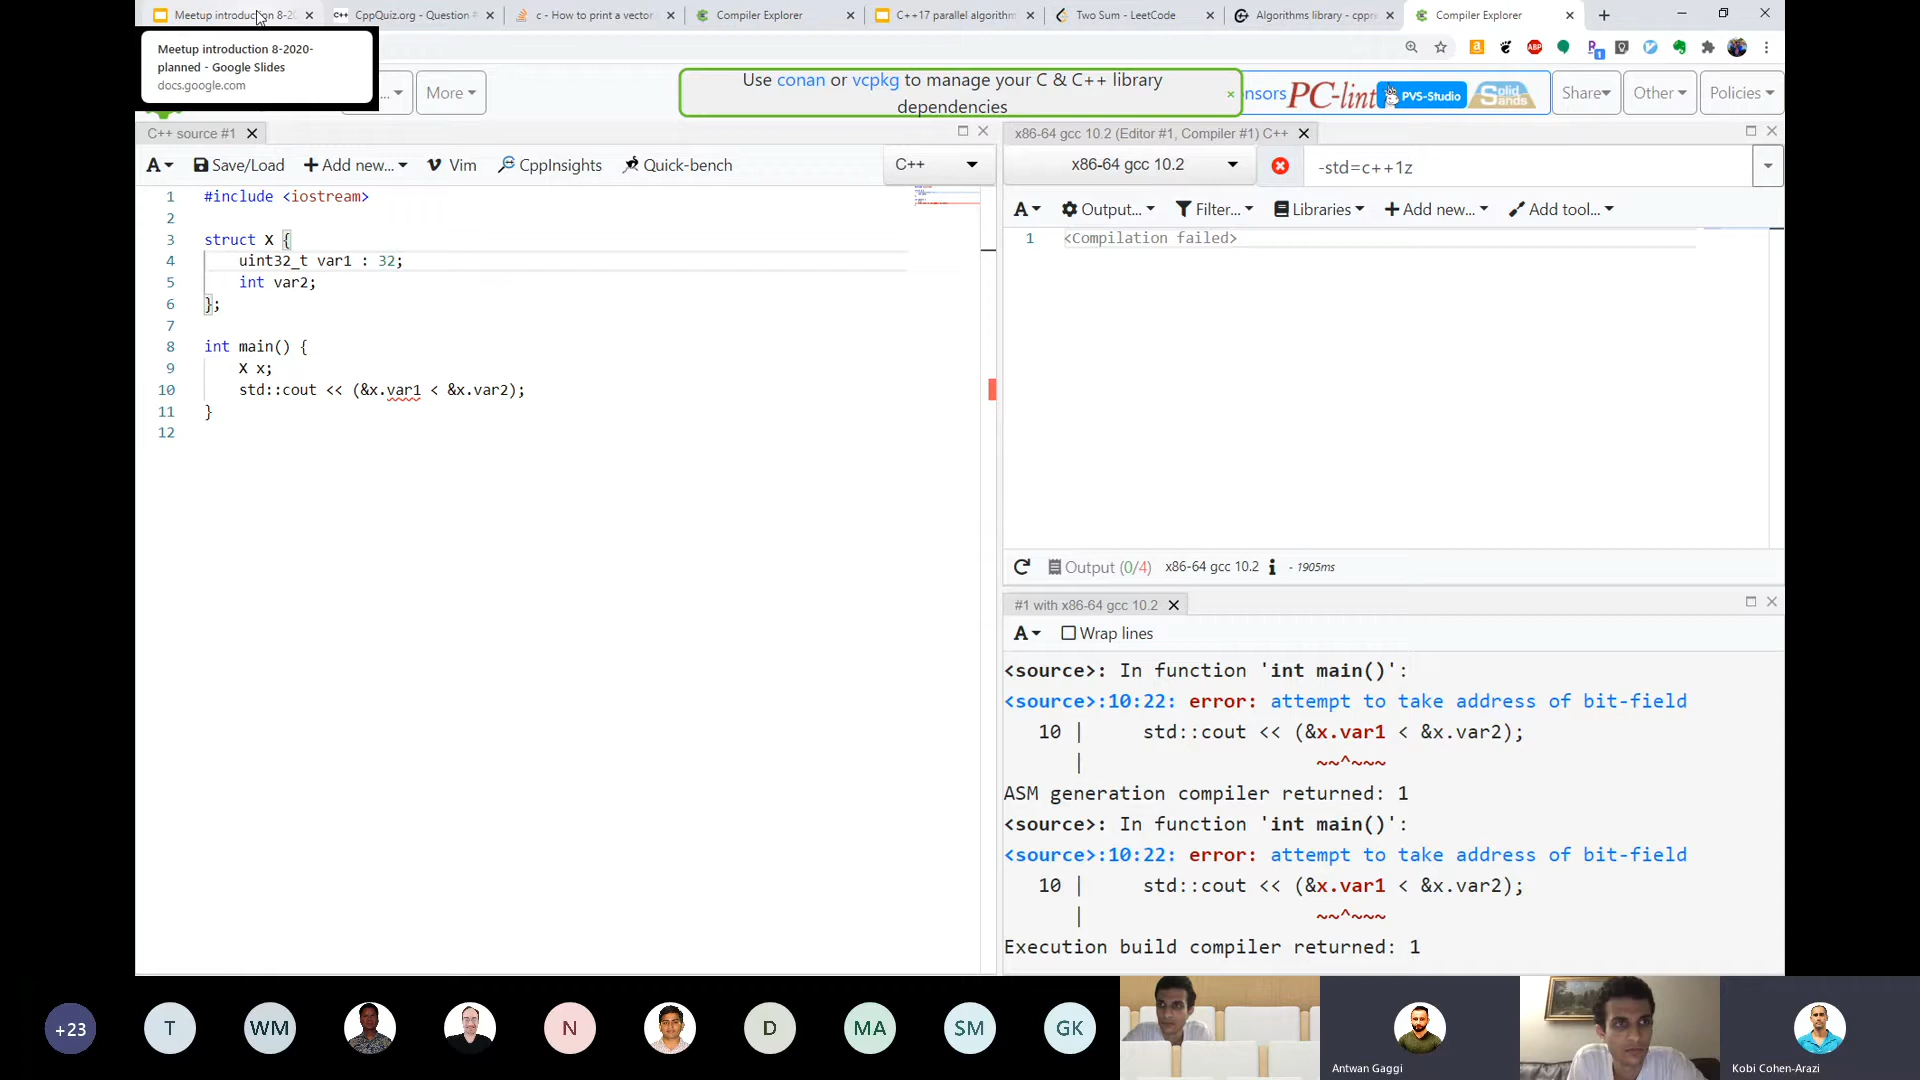 Meetup introduction 8-2
CppQuiz.org - Question #
c - How to print a vector
Compiler Explorer
C++17 parallel algorithm
Two Sum - LeetCode
Algorithms library - cppre
Compiler Explorer
Meetup introduction 8-2020-
planned - Google Slides
docs.google.com
...
More
Use conan or vcpkg to manage your C & C++ library
dependencies
×
nsors
PC-lint
PVS-Studio
Solid
Sands
Share
Other
Policies
C++ source #1
x86-64 gcc 10.2 (Editor #1, Compiler #1) C++
A
Save/Load
Add new...
Vim
CppInsights
Quick-bench
C++
x86-64 gcc 10.2
-std=c++1z
A
Output...
Filter...
Libraries
Add new...
Add tool...
1 #include <iostream>
2
3 struct X {
4 uint32_t var1 : 32;
5 int var2;
6 };
7
8 int main() {
9 X x;
10 std::cout << (&x.var1 < &x.var2);
11 }
12
1 <Compilation failed>
Output (0/4) x86-64 gcc 10.2 i - 1905ms
#1 with x86-64 gcc 10.2
A
Wrap lines
<source>: In function 'int main()':
<source>:10:22: error: attempt to take address of bit-field
10 | std::cout << (&x.var1 < &x.var2);
| ~~^~~~
ASM generation compiler returned: 1
<source>: In function 'int main()':
<source>:10:22: error: attempt to take address of bit-field
10 | std::cout << (&x.var1 < &x.var2);
| ~~^~~~
Execution build compiler returned: 1
+23
T
WM
N
D
MA
SM
GK
Antwan Gaggi
Kobi Cohen-Arazi